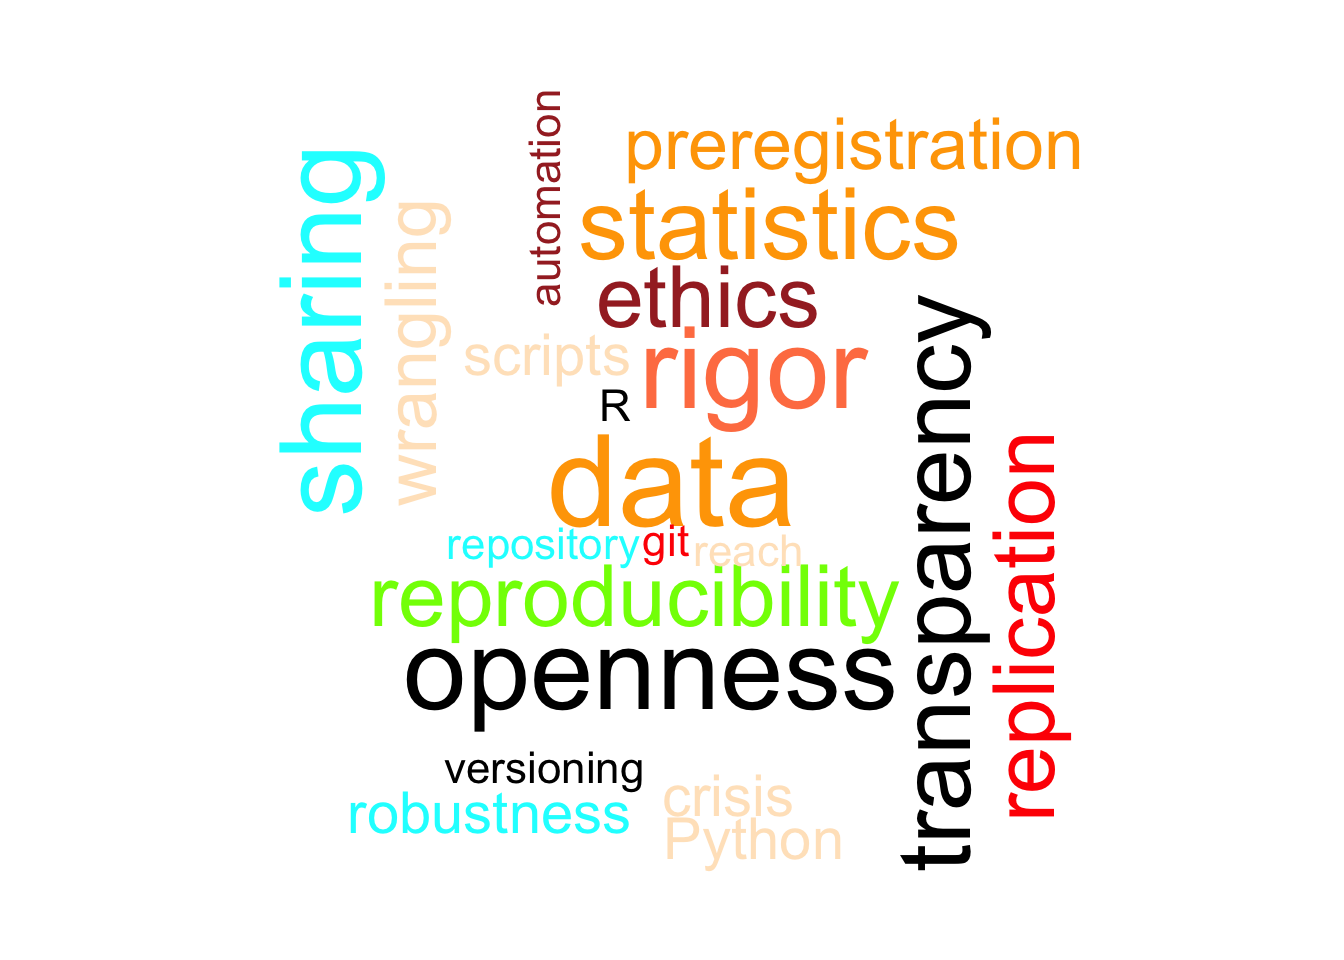 automation
preregistration
sharing
statistics
wrangling
ethics
transparency
scripts
rigor
R
data
replication
repository
git
reach
reproducibility
openness
versioning
crisis
robustness
Python